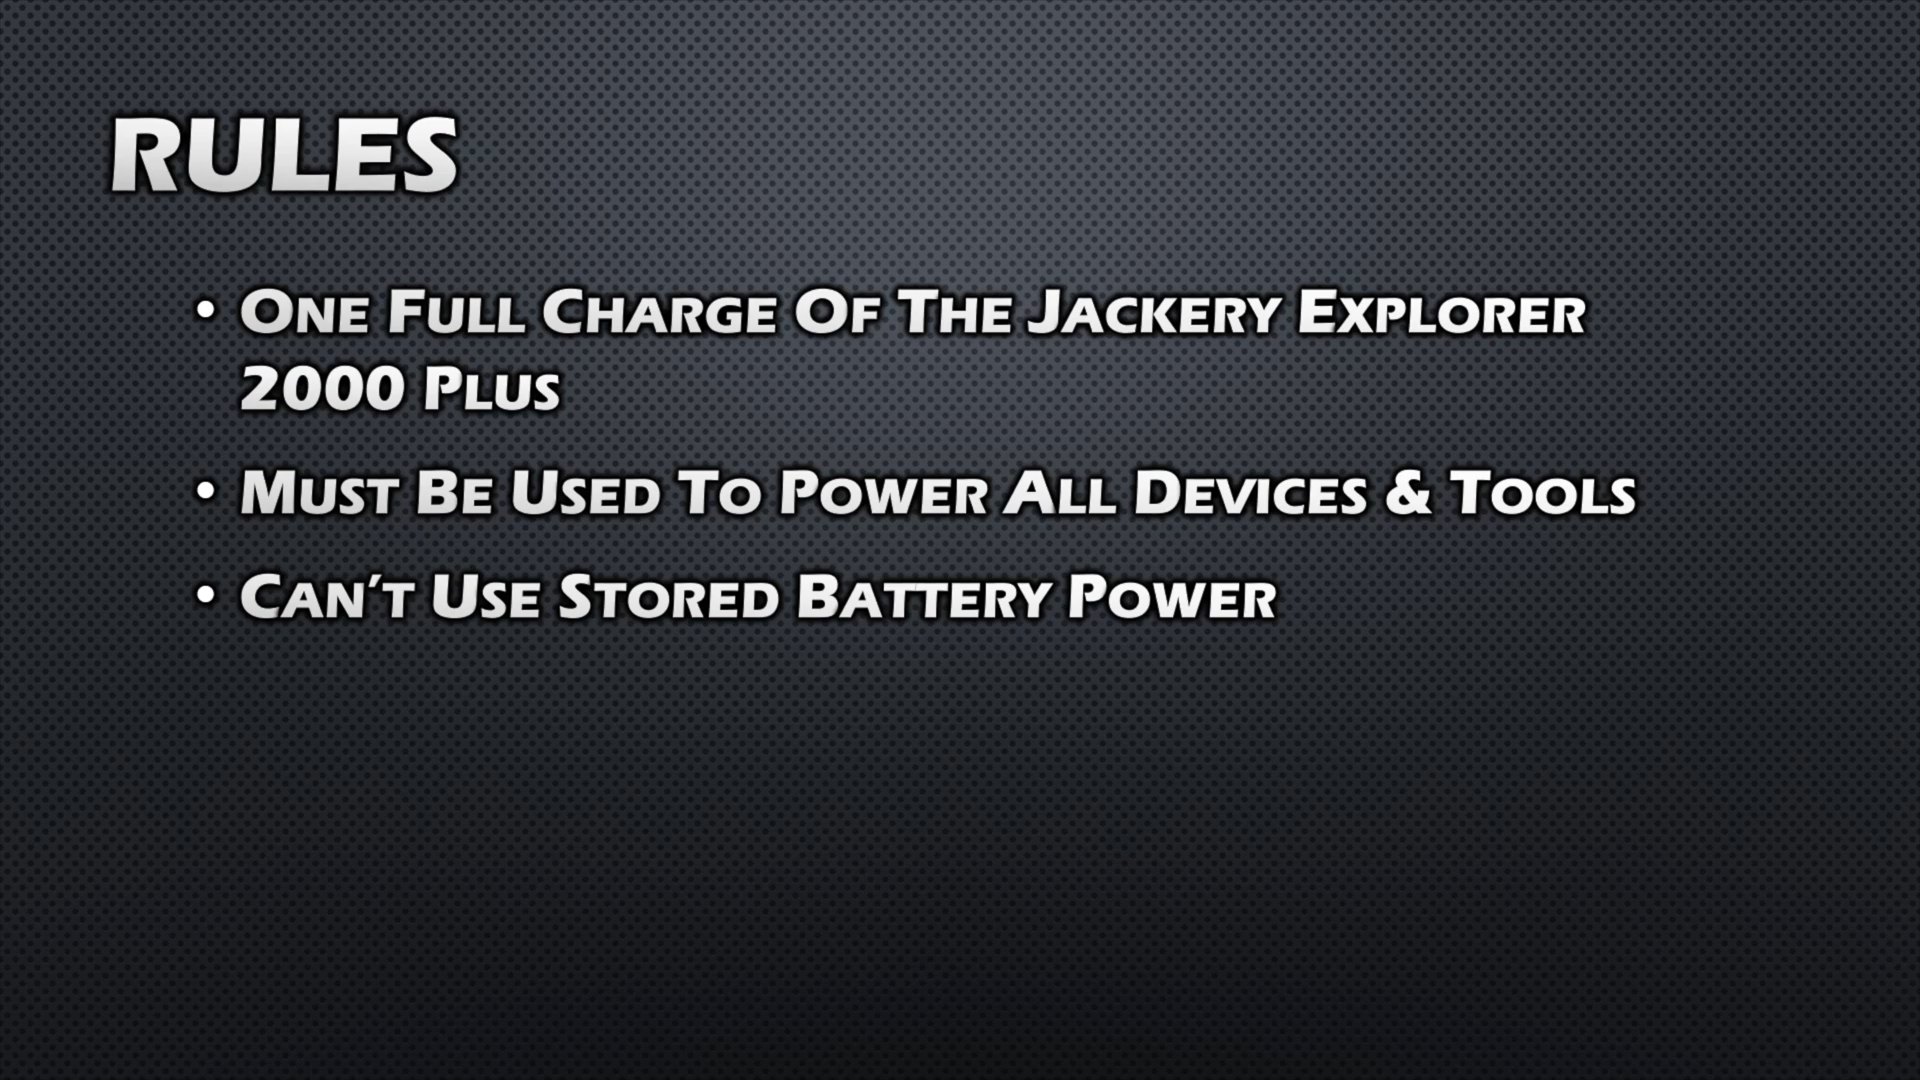 RULES
• ONE FULL CHARGE OF THE JACKERY EXPLORER
2000 PLUS
• MUST BE USED TO POWER ALL DEVICES & TOOLS
• CAN’T USE STORED BATTERY POWER